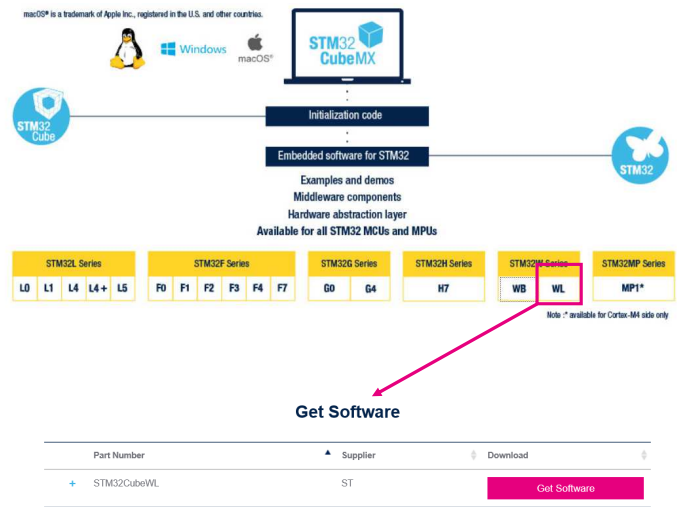 macOS® is a trademark of Apple Inc., registered in the U.S. and other countries.
Windows
macOS®
STM32
CubeMX
Initialization code
STM32
Cube
Embedded software for STM32
STM32
Examples and demos
Middleware components
Hardware abstraction layer
Available for all STM32 MCUs and MPUs
STM32L Series STM32F Series STM32G Series STM32H Series STM32W Series STM32MP Series
L0 L1 L4 L4+ L5 F0 F1 F2 F3 F4 F7 G0 G4 H7 WB WL MP1*
Note :* available for Cortex-M4 side only
Get Software
Part Number Supplier Download
+ STM32CubeWL ST Get Software